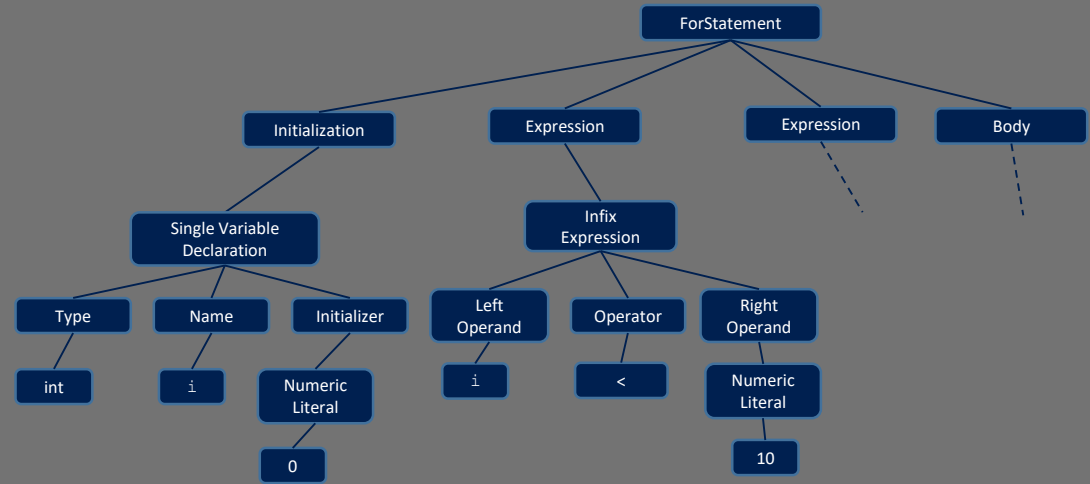 ForStatement
Initialization
Expression
Expression
Body
Single Variable
Declaration
Infix
Expression
Type
Name
Initializer
Left
Operand
Operator
Right
Operand
int
i
Numeric
Literal
i
<
Numeric
Literal
0
10